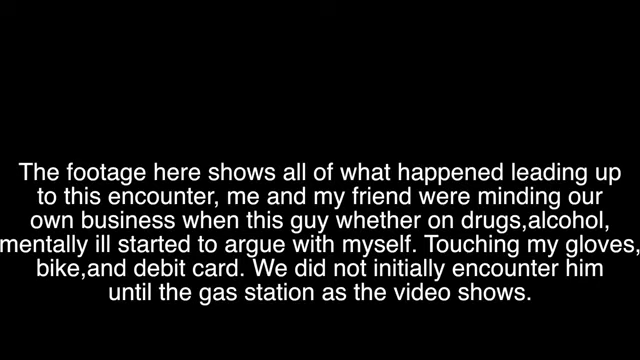 The footage here shows all of what happened leading up
to this encounter, me and my friend were minding our
own business when this guy whether on drugs,alcohol,
mentally ill started to argue with myself. Touching my gloves,
bike,and debit card. We did not initially encounter him
until the gas station as the video shows.